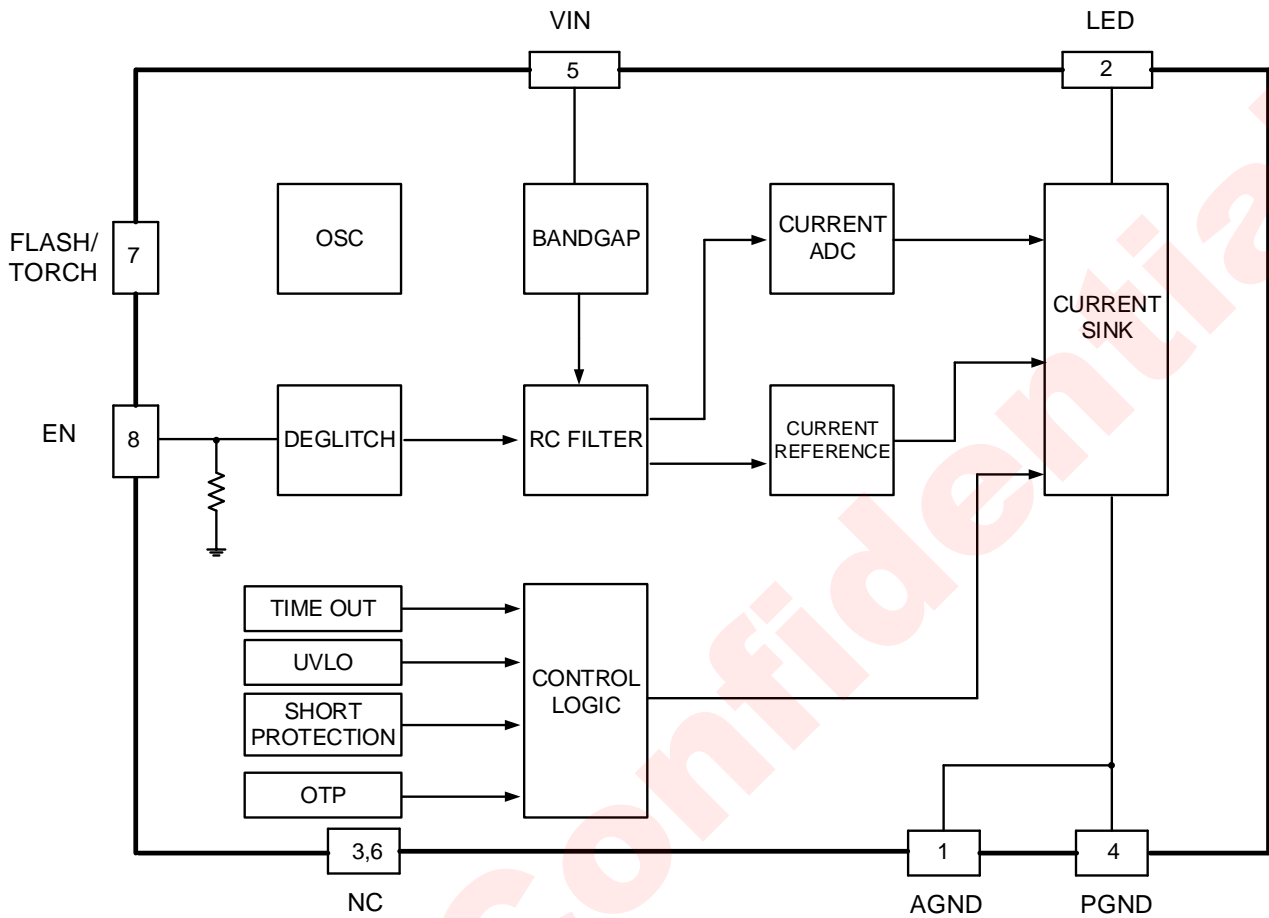 VIN
LED
5
2
FLASH/
TORCH
7
OSC
BANDGAP
CURRENT
ADC
CURRENT
SINK
EN
8
DEGLITCH
RC FILTER
CURRENT
REFERENCE
TIME OUT
UVLO
SHORT
PROTECTION
OTP
CONTROL
LOGIC
3,6
NC
1
AGND
4
PGND
Confidential